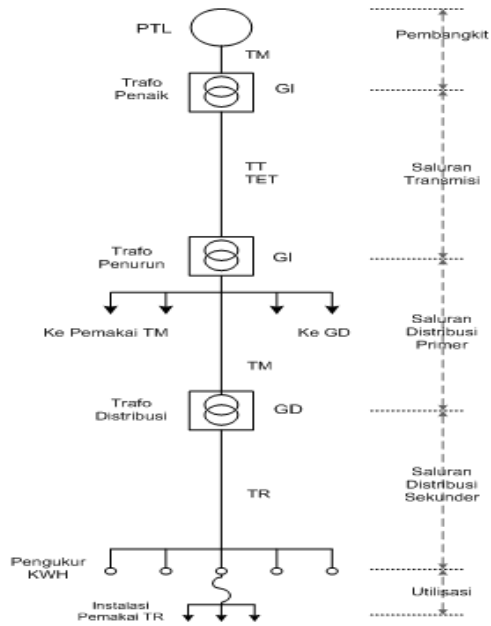 PTL
Pembangkit
TM
Trafo
Penaik
GI
TT
TET
Saluran
Transmisi
Trafo
Penurun
GI
Ke Pemakai TM
Ke GD
Saluran
Distribusi
Primer
TM
Trafo
Distribusi
GD
Saluran
Distribusi
Sekunder
TR
Pengukur
KWH
Utilisasi
Instalasi
Pemakai TR